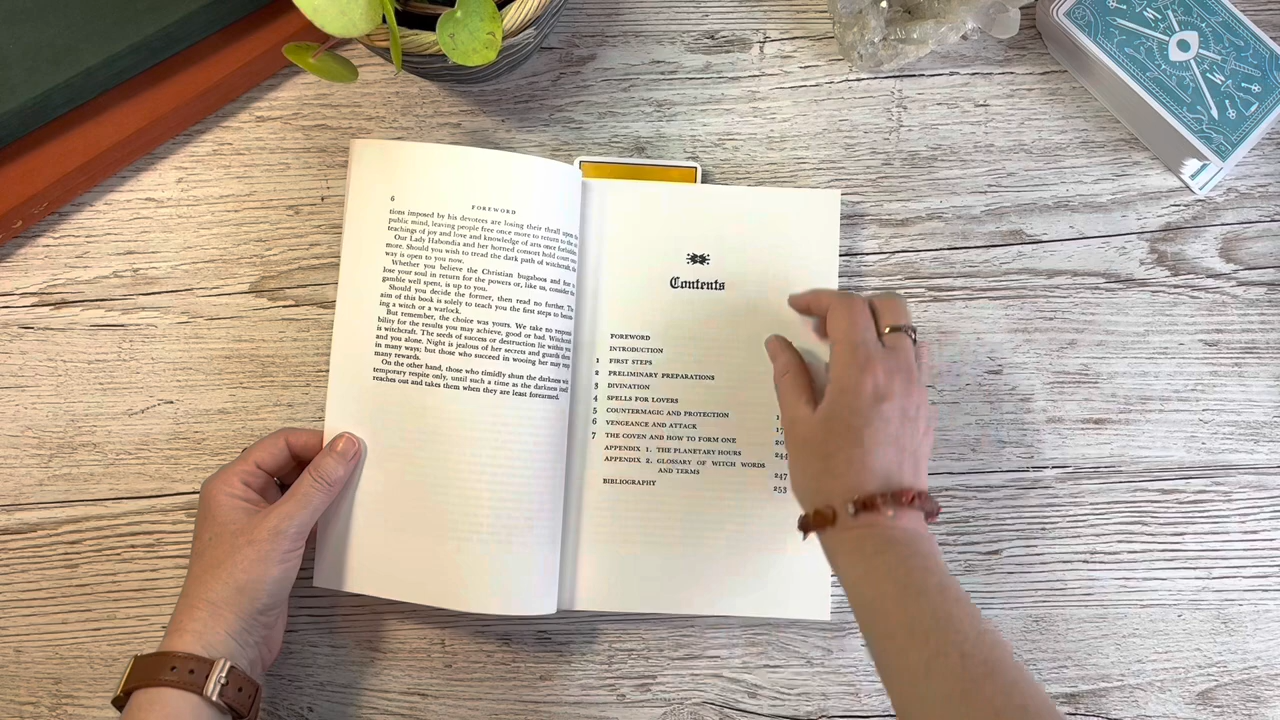 6
FOREWORD
tions imposed by his devotees are losing their thrall upon
public mind, leaving people free once more to return to the
teachings of joy and love and knowledge of arts once forbidden
Our Lady Habondia and her horned consort hold court once
more. Should you wish to tread the dark path of witchcraft, the
way is open to you now.
Whether you believe the Christian bugaboos and
lose your soul in return for the powers or, like us, consider the
gamble well spent, is up to you.
Should you decide the former, then read no further. The
aim of this book is solely to teach you the first steps to becom-
ing a witch or a warlock.
But remember, the choice was yours. We take no responsi-
bility for the results you may achieve, good or bad. Witchcraft
is witchcraft. The seeds of success or destruction lie within you
and you alone. Night is jealous of her secrets and guards them
in many ways; but those who succeed in wooing her may reap
many rewards.
On the other hand, those who timidly shun the darkness win
temporary respite only, until such a time as the darkness itself
reaches out and takes them when they are least forearmed.
Contents
FOREWORD
INTRODUCTION
1 FIRST STEPS
2 PRELIMINARY PREPARATIONS
3 DIVINATION
4 SPELLS FOR LOVERS
5 COUNTERMAGIC AND PROTECTION
6 VENGEANCE AND ATTACK
7 THE COVEN AND HOW TO FORM ONE
APPENDIX 1. THE PLANETARY HOURS 244
APPENDIX 2. GLOSSARY OF WITCH WORDS
AND TERMS 247
BIBLIOGRAPHY 253